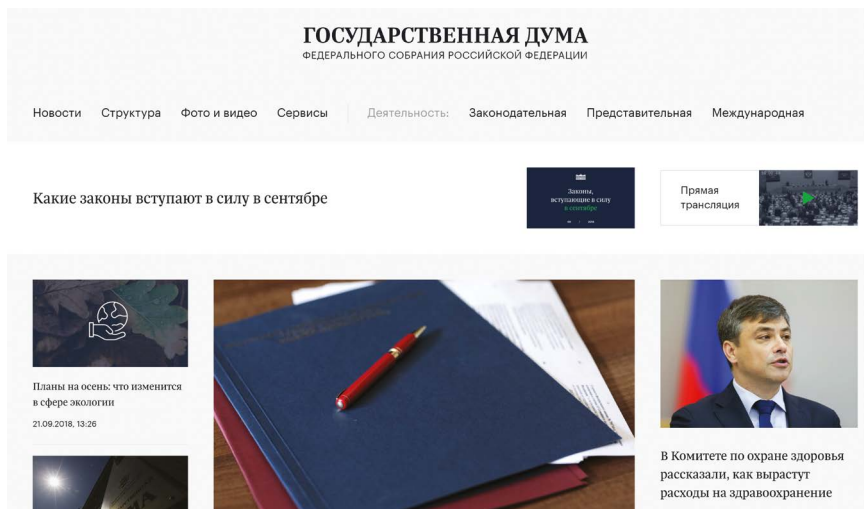 ГОСУДАРСТВЕННАЯ ДУМА
ФЕДЕРАЛЬНОГО СОБРАНИЯ РОССИЙСКОЙ ФЕДЕРАЦИИ
Новости Структура Фото и видео Сервисы Деятельность: Законодательная Представительная Международная
Какие законы вступают в силу в сентябре
Законы,
вступающие в силу
в сентябре
Прямая
трансляция
Планы на осень: что изменится
в сфере экологии
21.09.2018, 13:26
В Комитете по охране здоровья
рассказали, как вырастут
расходы на здравоохранение